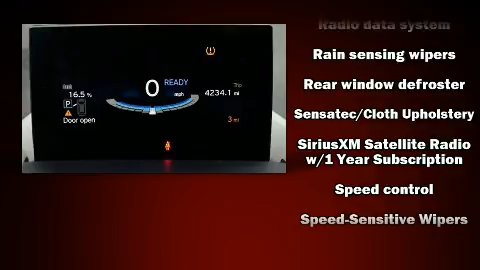 Radio data system
Rain sensing wipers
Rear window defroster
Sensatec/Cloth Upholstery
SiriusXM Satellite Radio
w/1 Year Subscription
Speed control
Speed-Sensitive Wipers
READY
0
mph
16.5 %
P
Door open
4234.1 mi
3 mi